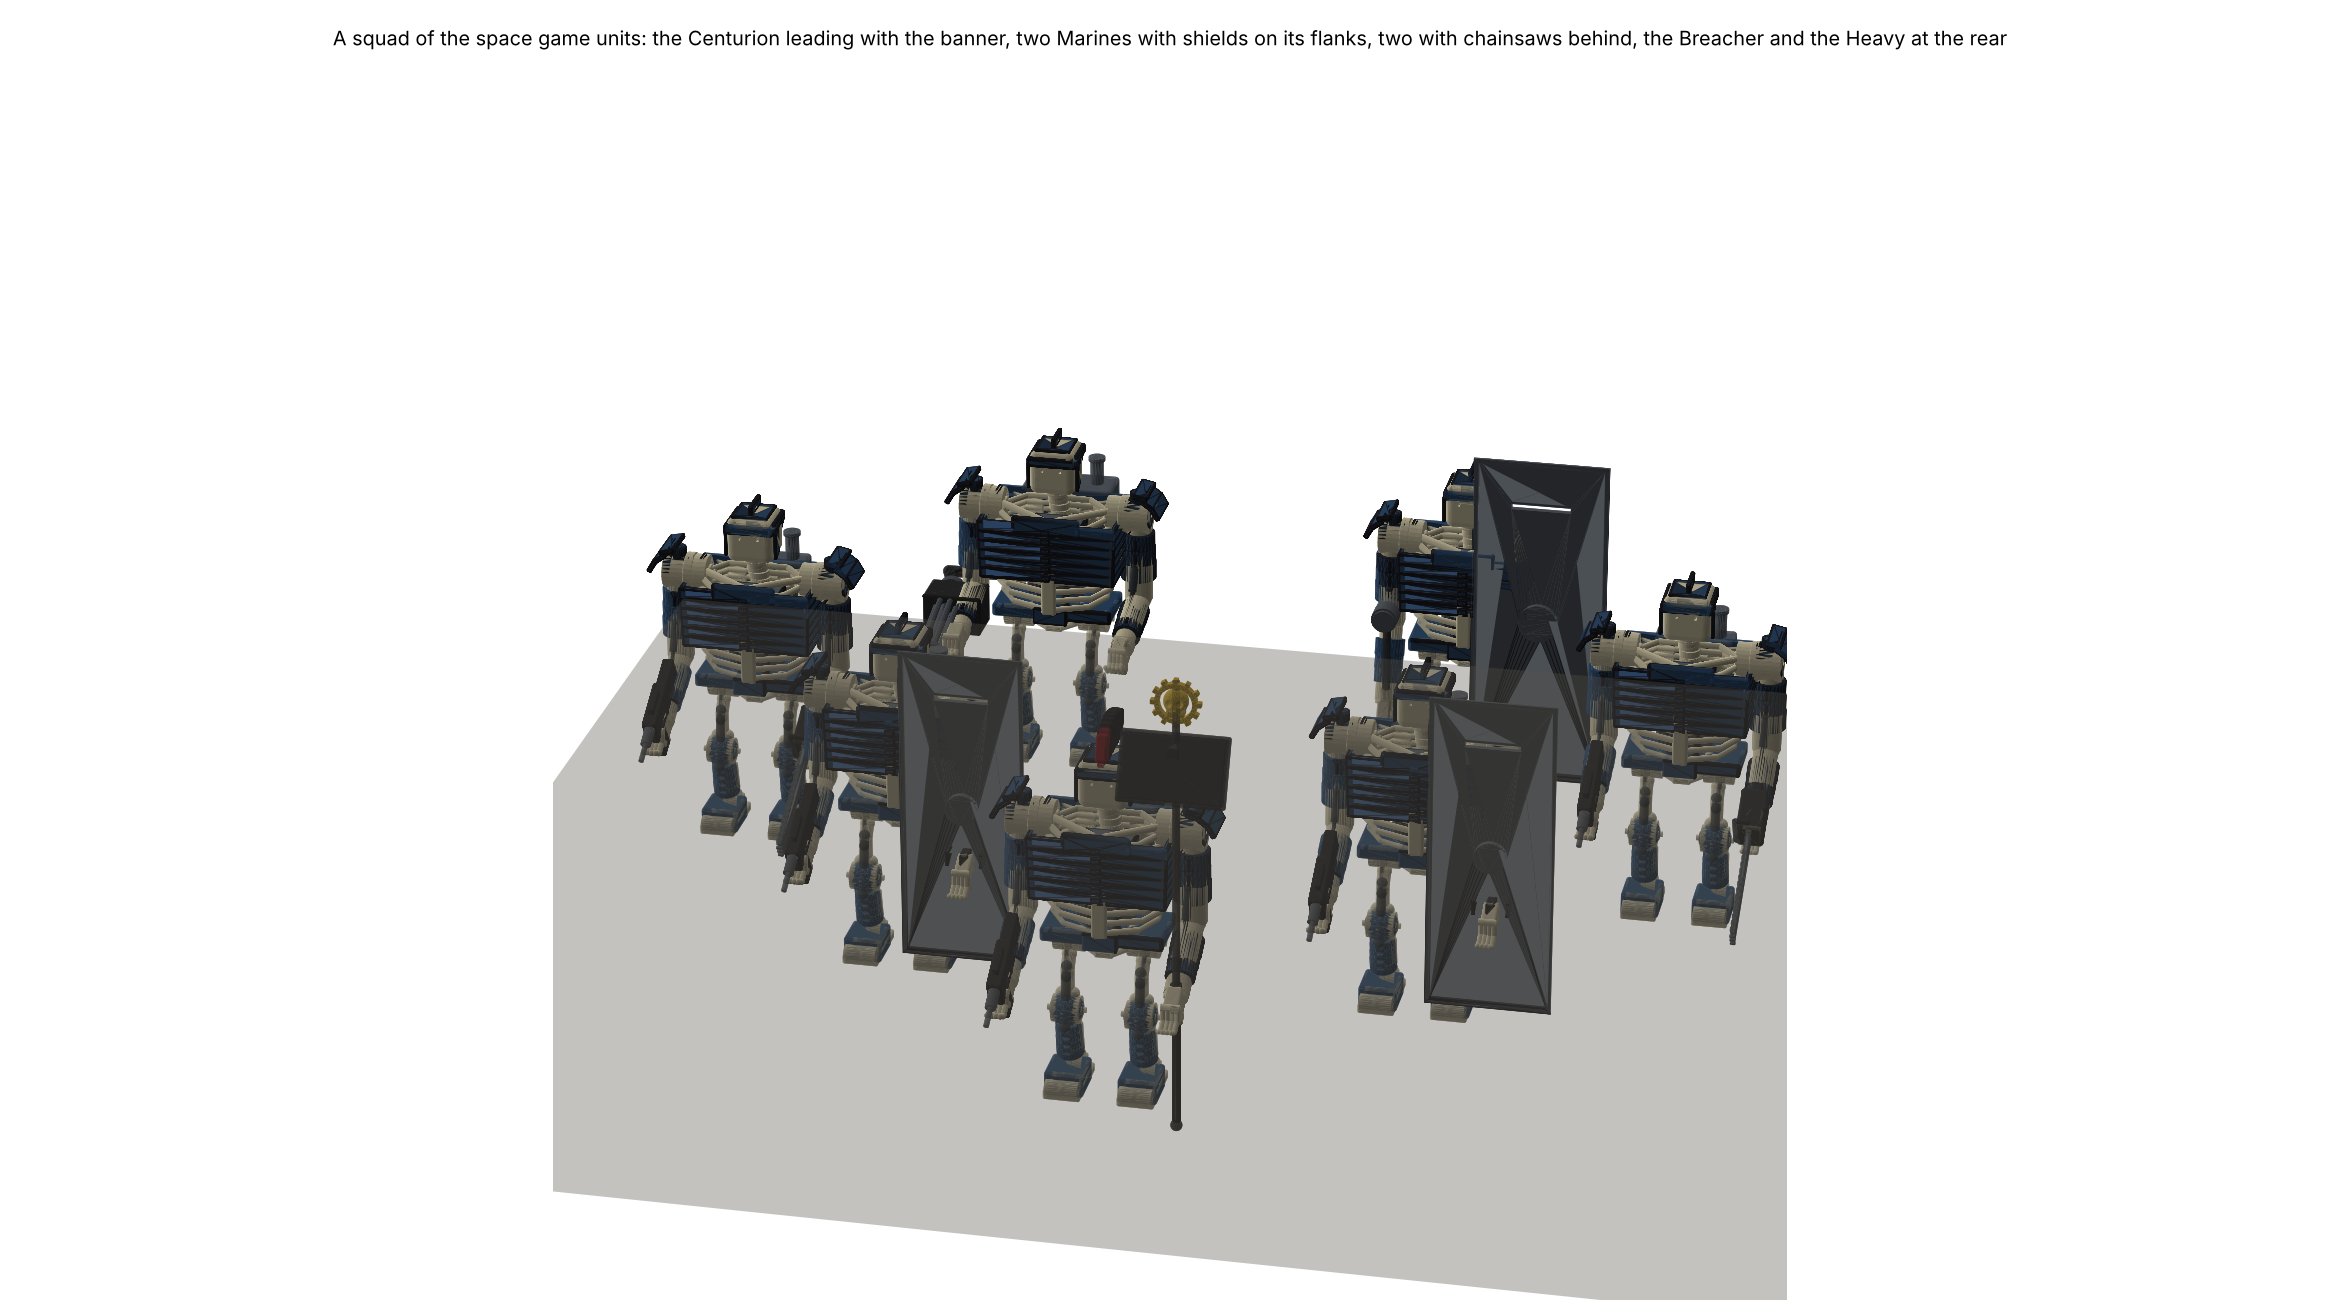 A squad of the space game units: the Centurion leading with the banner, two Marines with shields on its flanks, two with chainsaws behind, the Breacher and the Heavy at the rear